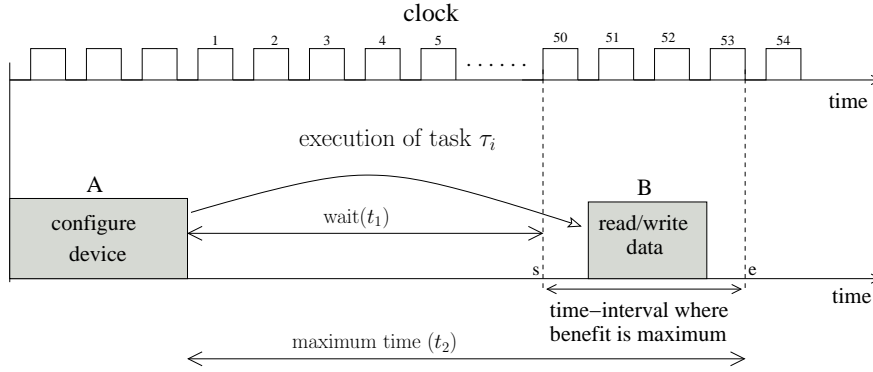 clock
1 2 3 4 5 ...... 50 51 52 53 54
time
execution of task τi
A
B
configure
device
wait(t1)
read/write
data
s
e
time
time−interval where
benefit is maximum
maximum time (t2)